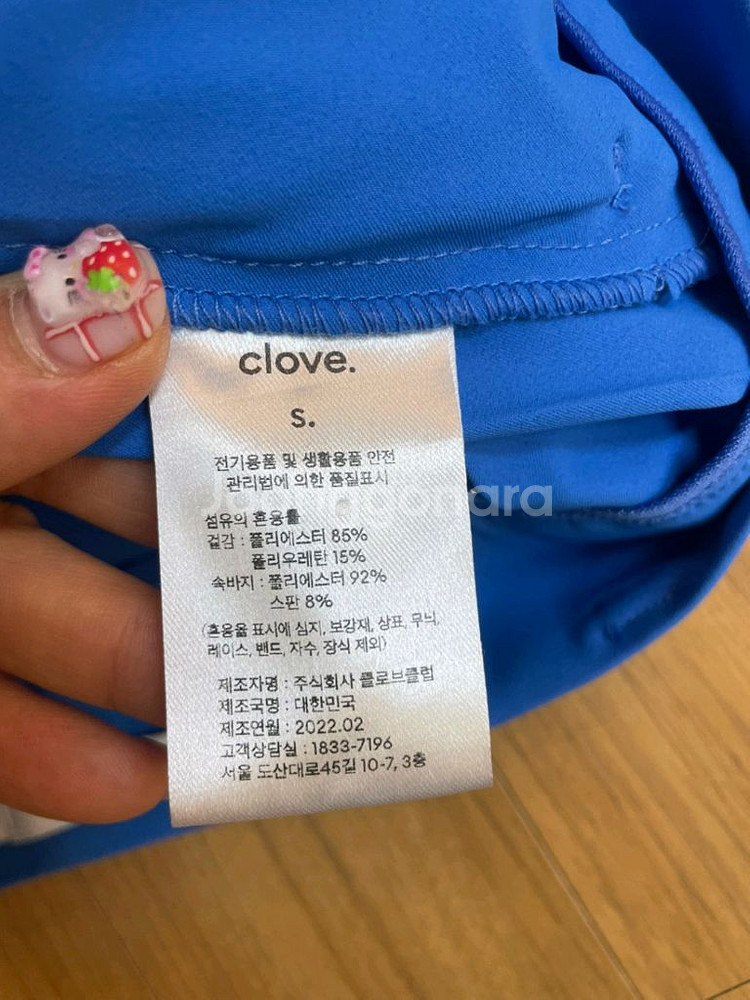 clove.
s.
전기용품 및 생활용품 안전
관리법에 의한 품질표시
섬유의 혼용률
겉감 : 폴리에스터 85%
폴리우레탄 15%
속바지 : 폴리에스터 92%
스판 8%
(혼용율 표시에 심지, 보강재, 상표, 무늬,
레이스, 밴드, 자수, 장식 제외)
제조자명 : 주식회사 클로브클럽
제조국명 : 대한민국
제조연월 : 2022.02
고객상담실 : 1833-7196
서울 도산대로45길 10-7, 3층